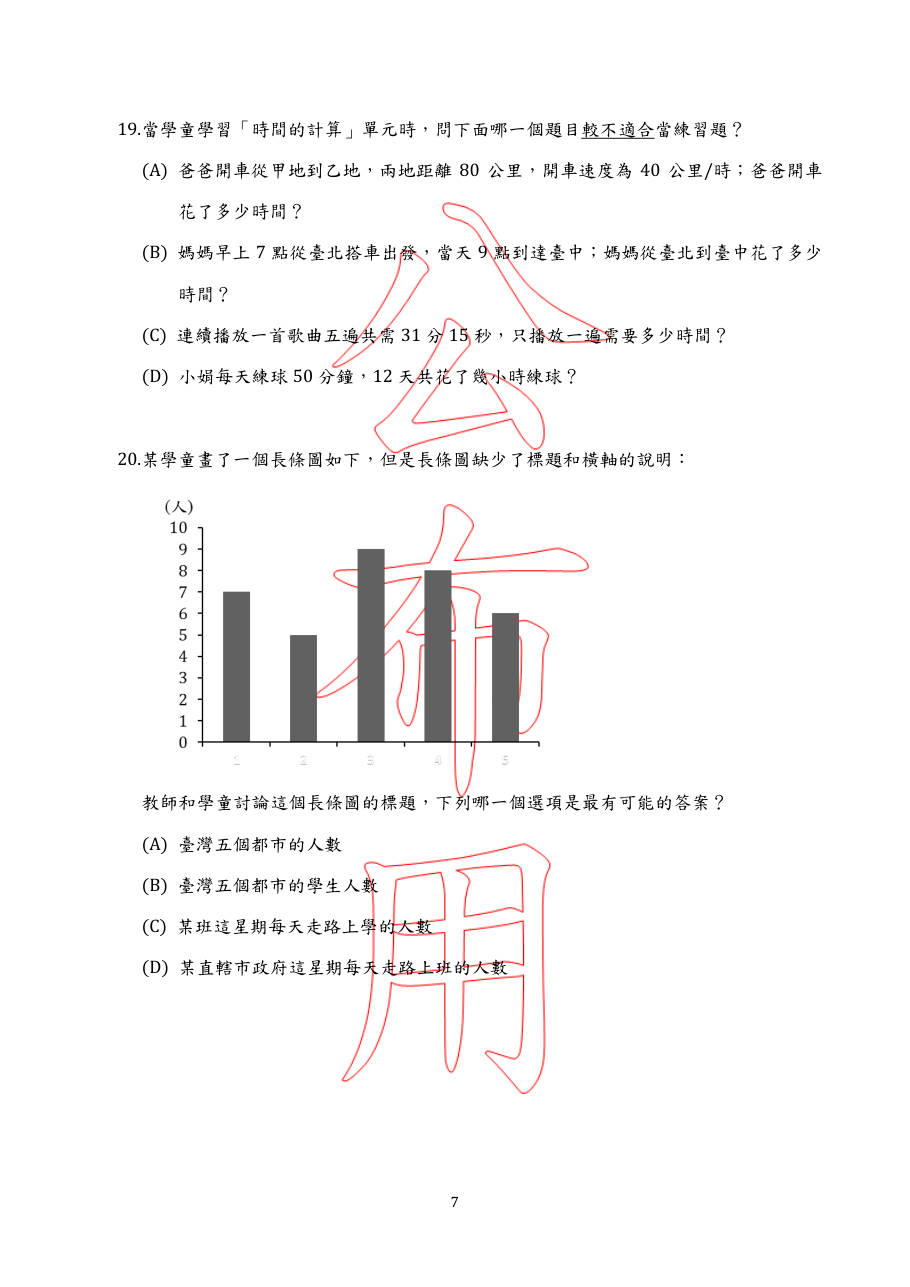 19.當學童學習「時間的計算」單元時，問下面哪一個題目較不適合當練習題？
(A) 爸爸開車從甲地到乙地，兩地距離 80 公里，開車速度為 40 公里/時；爸爸開車
花了多少時間？
(B) 媽媽早上 7 點從臺北搭車出發，當天 9 點到達臺中；媽媽從臺北到臺中花了多少
時間？
(C) 連續播放一首歌曲五遍共需 31 分 15 秒，只播放一遍需要多少時間？
(D) 小娟每天練球 50 分鐘，12 天共花了幾小時練球？
20.某學童畫了一個長條圖如下，但是長條圖缺少了標題和橫軸的說明：
(人)
10
9
8
7
6
5
4
3
2
1
0
1 2 3 4 5
教師和學童討論這個長條圖的標題，下列哪一個選項是最有可能的答案？
(A) 臺灣五個都市的人數
(B) 臺灣五個都市的學生人數
(C) 某班這星期每天走路上學的人數
(D) 某直轄市政府這星期每天走路上班的人數
公
布
用
7